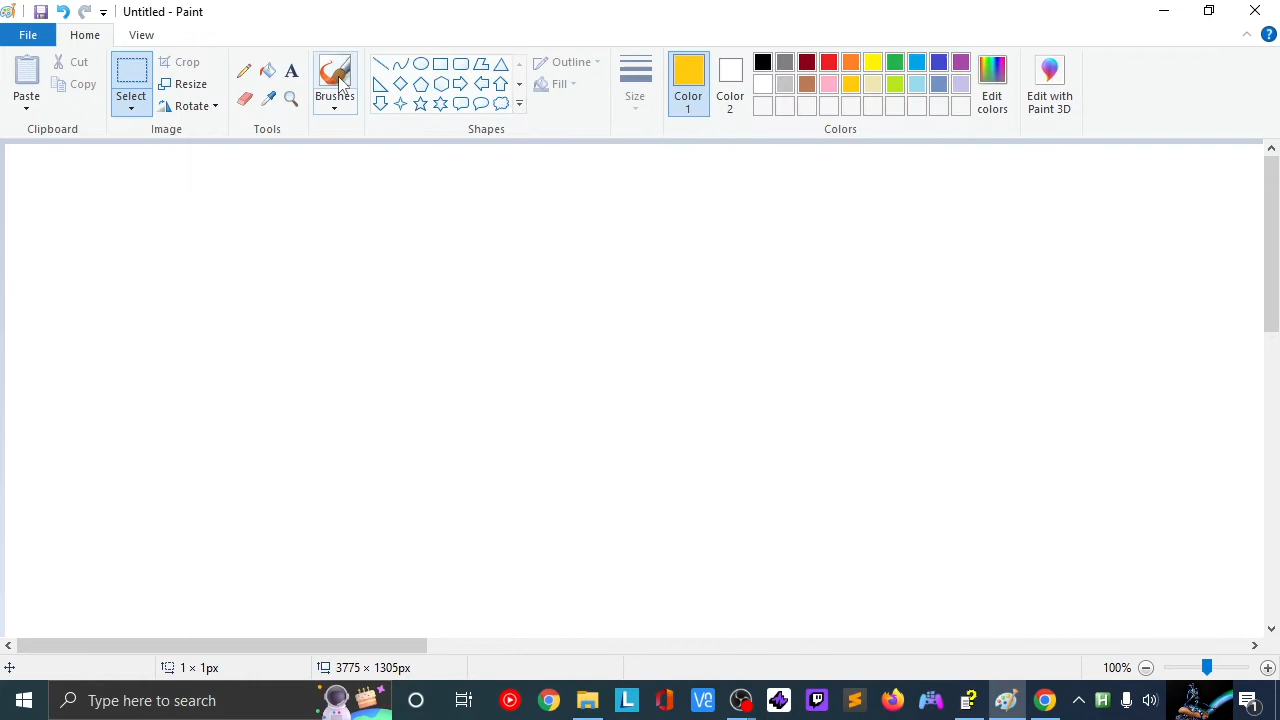 Untitled - Paint
File Home View
Cut Crop Outline
Copy Resize Fill
Paste Select Rotate Brushes Size Color 1 Color 2 Edit colors Edit with Paint 3D
Clipboard Image Tools Shapes Colors
1 × 1px 3775 × 1305px 100%
Type here to search